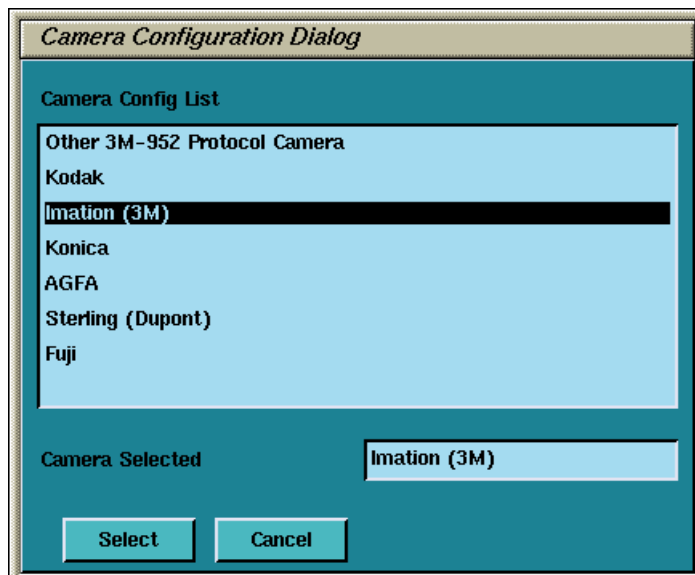 Camera Configuration Dialog
Camera Config List
Other 3M-952 Protocol Camera
Kodak
Imation (3M)
Konica
AGFA
Sterling (Dupont)
Fuji
Camera Selected Imation (3M)
Select Cancel